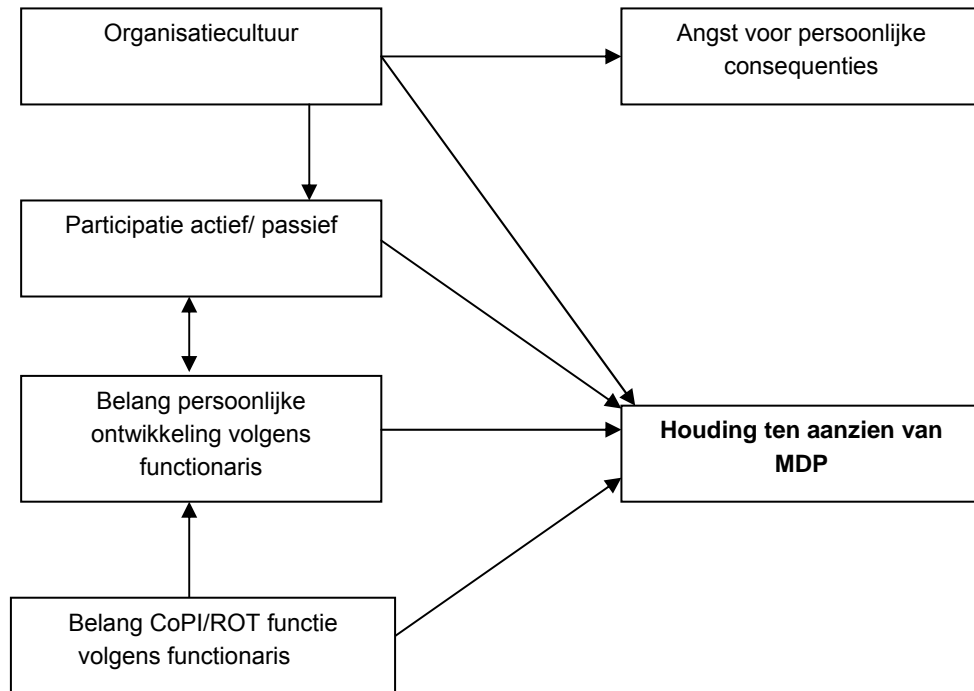 Organisatiecultuur
Angst voor persoonlijke
consequenties
Participatie actief/ passief
Belang persoonlijke
ontwikkeling volgens
functionaris
Houding ten aanzien van
MDP
Belang CoPI/ROT functie
volgens functionaris